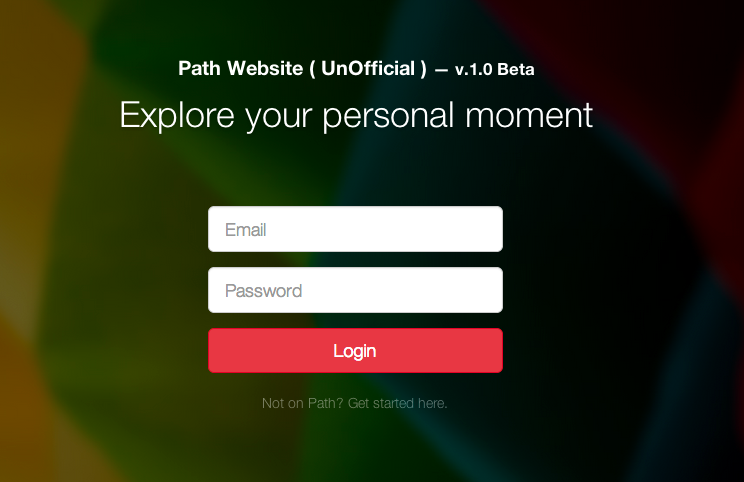 Path Website ( UnOfficial ) — v.1.0 Beta
Explore your personal moment
Email
Password
Login
Not on Path? Get started here.